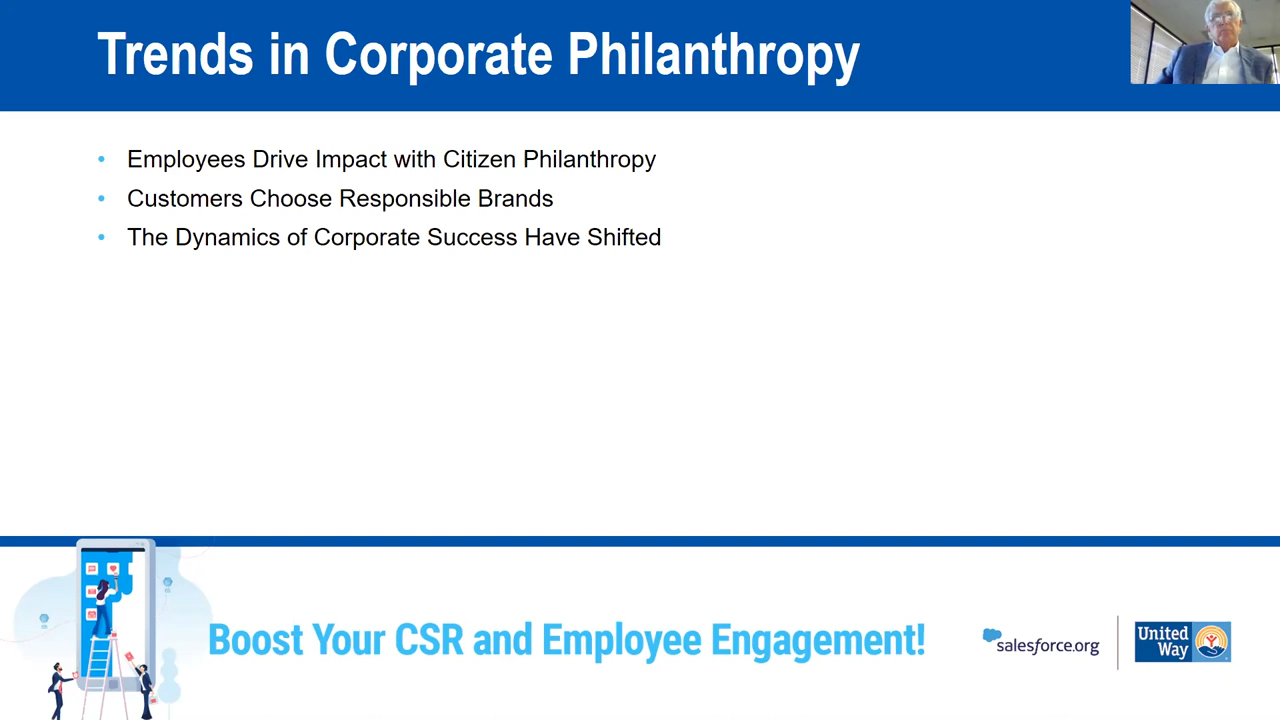 Trends in Corporate Philanthropy
• Employees Drive Impact with Citizen Philanthropy
• Customers Choose Responsible Brands
• The Dynamics of Corporate Success Have Shifted
Boost Your CSR and Employee Engagement!
salesforce.org
United
Way